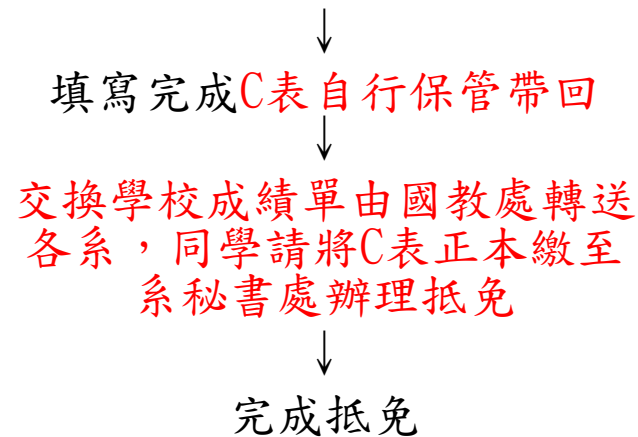 填寫完成C表自行保管帶回
交換學校成績單由國教處轉送
各系，同學請將C表正本繳至
系秘書處辦理抵免
完成抵免